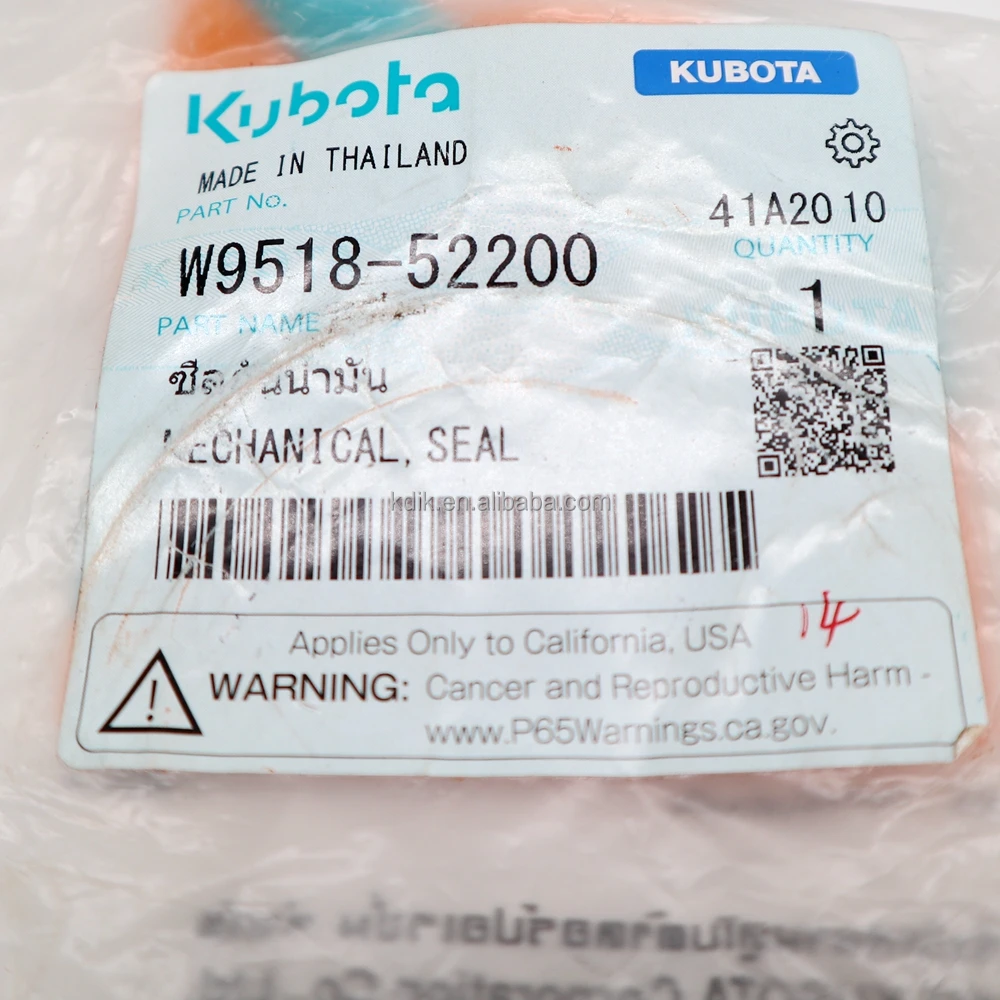 Kubota
KUBOTA
MADE IN THAILAND
PART No.
41A2010
W9518-52200
QUANTITY
1
PART NAME
ซีลกันน้ำมัน
MECHANICAL, SEAL
kdik.en.alibaba.com
14
Applies Only to California, USA
WARNING: Cancer and Reproductive Harm -
www.P65Warnings.ca.gov.